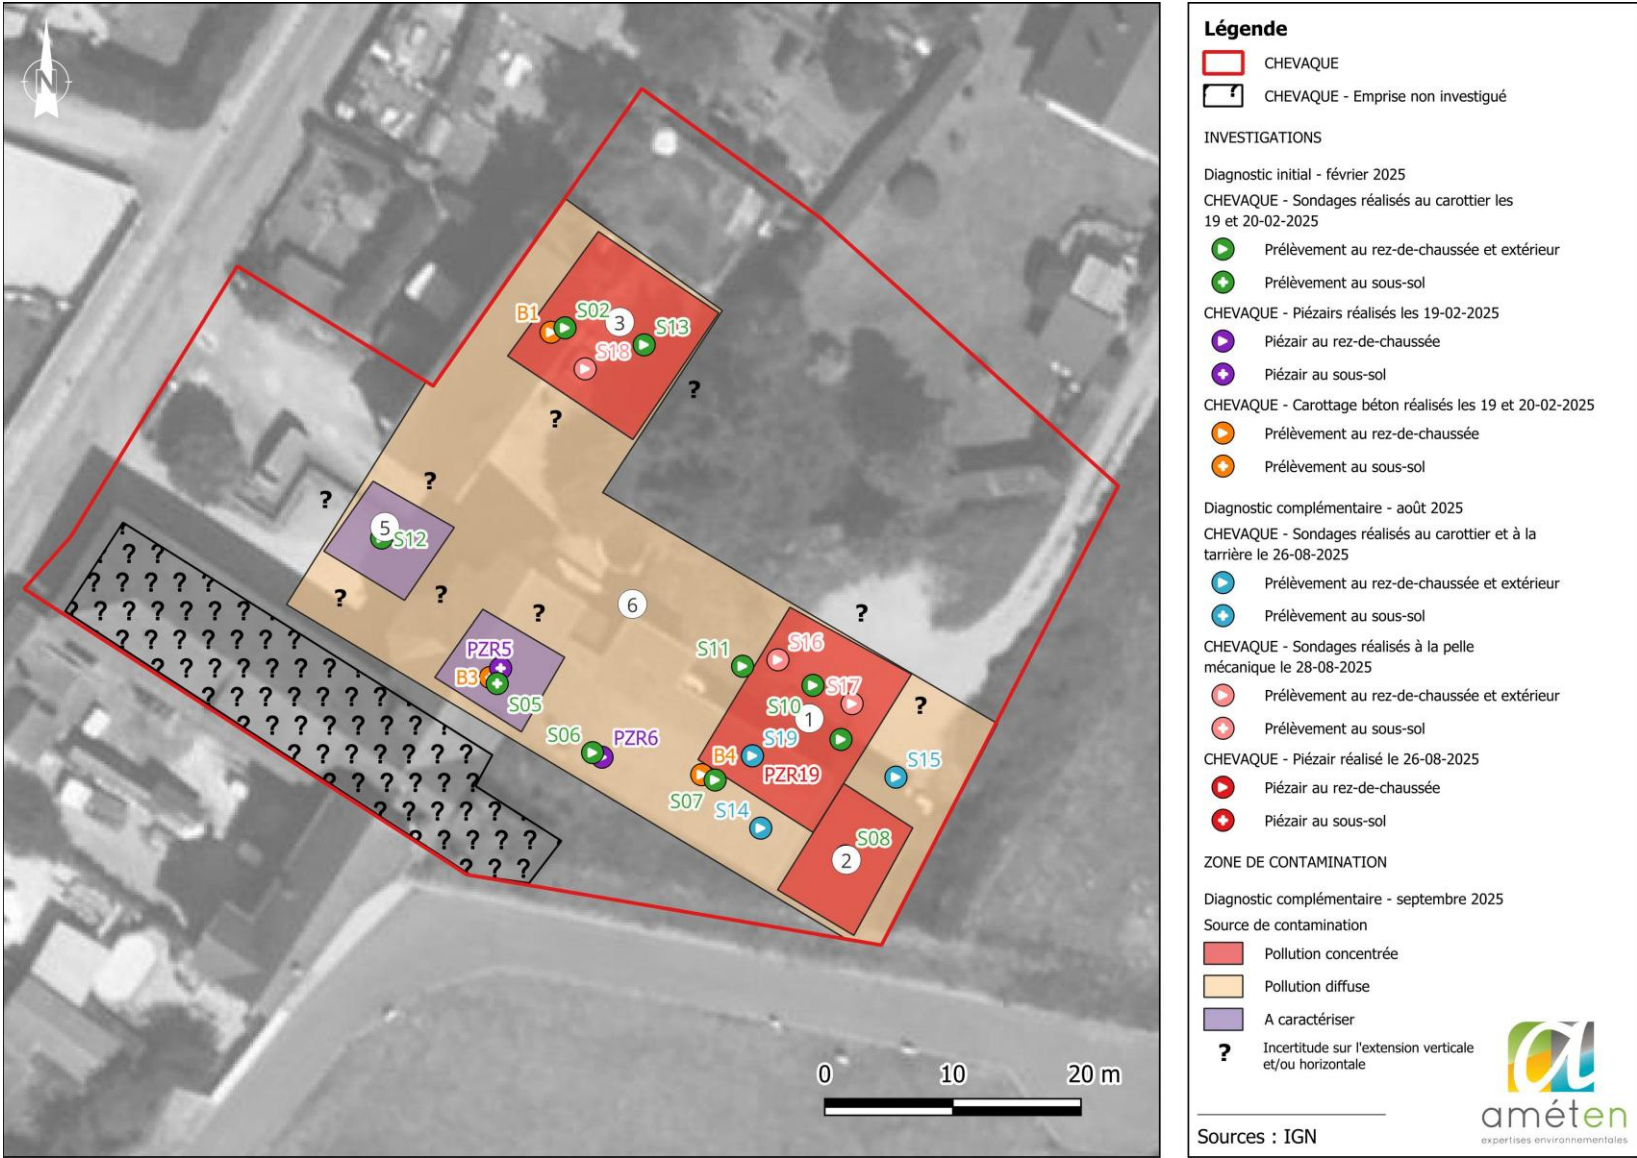 N
B1
S02
3
S13
S18
?
?
?
?
5
S12
?
?
?
6
?
PZR5
B3
S05
S11
S16
S17
S10
1
?
S06
PZR6
B4
S19
PZR19
S15
S07
S14
S08
2
? ?
? ? ? ? ?
? ? ? ? ? ? ?
? ? ? ? ? ? ?
? ? ? ? ? ? ?
? ? ? ? ? ? ?
? ? ? ? ? ? ?
? ? ? ? ? ? ?
? ? ? ? ?
? ? ? ? ?
? ? ? ? ?
? ? ?
0 10 20 m
Légende
CHEVAQUE
? CHEVAQUE - Emprise non investigué
INVESTIGATIONS
Diagnostic initial - février 2025
CHEVAQUE - Sondages réalisés au carottier les
19 et 20-02-2025
Prélèvement au rez-de-chaussée et extérieur
Prélèvement au sous-sol
CHEVAQUE - Piézairs réalisés les 19-02-2025
Piézair au rez-de-chaussée
Piézair au sous-sol
CHEVAQUE - Carottage béton réalisés les 19 et 20-02-2025
Prélèvement au rez-de-chaussée
Prélèvement au sous-sol
Diagnostic complémentaire - août 2025
CHEVAQUE - Sondages réalisés au carottier et à la
tarrière le 26-08-2025
Prélèvement au rez-de-chaussée et extérieur
Prélèvement au sous-sol
CHEVAQUE - Sondages réalisés à la pelle
mécanique le 28-08-2025
Prélèvement au rez-de-chaussée et extérieur
Prélèvement au sous-sol
CHEVAQUE - Piézair réalisé le 26-08-2025
Piézair au rez-de-chaussée
Piézair au sous-sol
ZONE DE CONTAMINATION
Diagnostic complémentaire - septembre 2025
Source de contamination
Pollution concentrée
Pollution diffuse
A caractériser
? Incertitude sur l'extension verticale
et/ou horizontale
améten
expertises environnementales
Sources : IGN